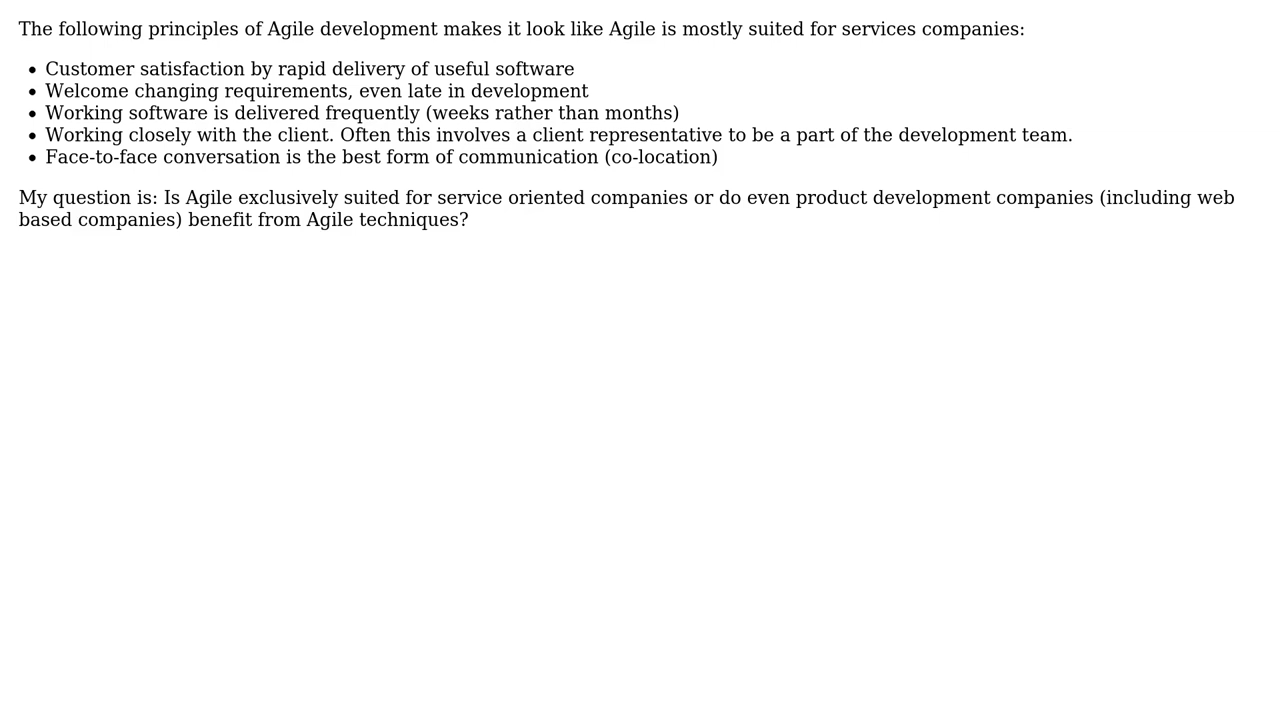 The following principles of Agile development makes it look like Agile is mostly suited for services companies:
• Customer satisfaction by rapid delivery of useful software
• Welcome changing requirements, even late in development
• Working software is delivered frequently (weeks rather than months)
• Working closely with the client. Often this involves a client representative to be a part of the development team.
• Face-to-face conversation is the best form of communication (co-location)
My question is: Is Agile exclusively suited for service oriented companies or do even product development companies (including web
based companies) benefit from Agile techniques?